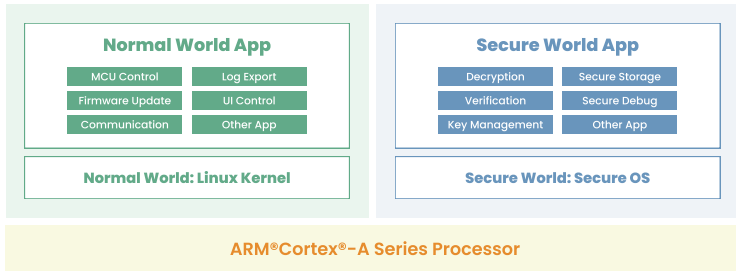 Normal World App
MCU Control
Log Export
Firmware Update
UI Control
Communication
Other App
Normal World: Linux Kernel
Secure World App
Decryption
Secure Storage
Verification
Secure Debug
Key Management
Other App
Secure World: Secure OS
ARM®Cortex®-A Series Processor